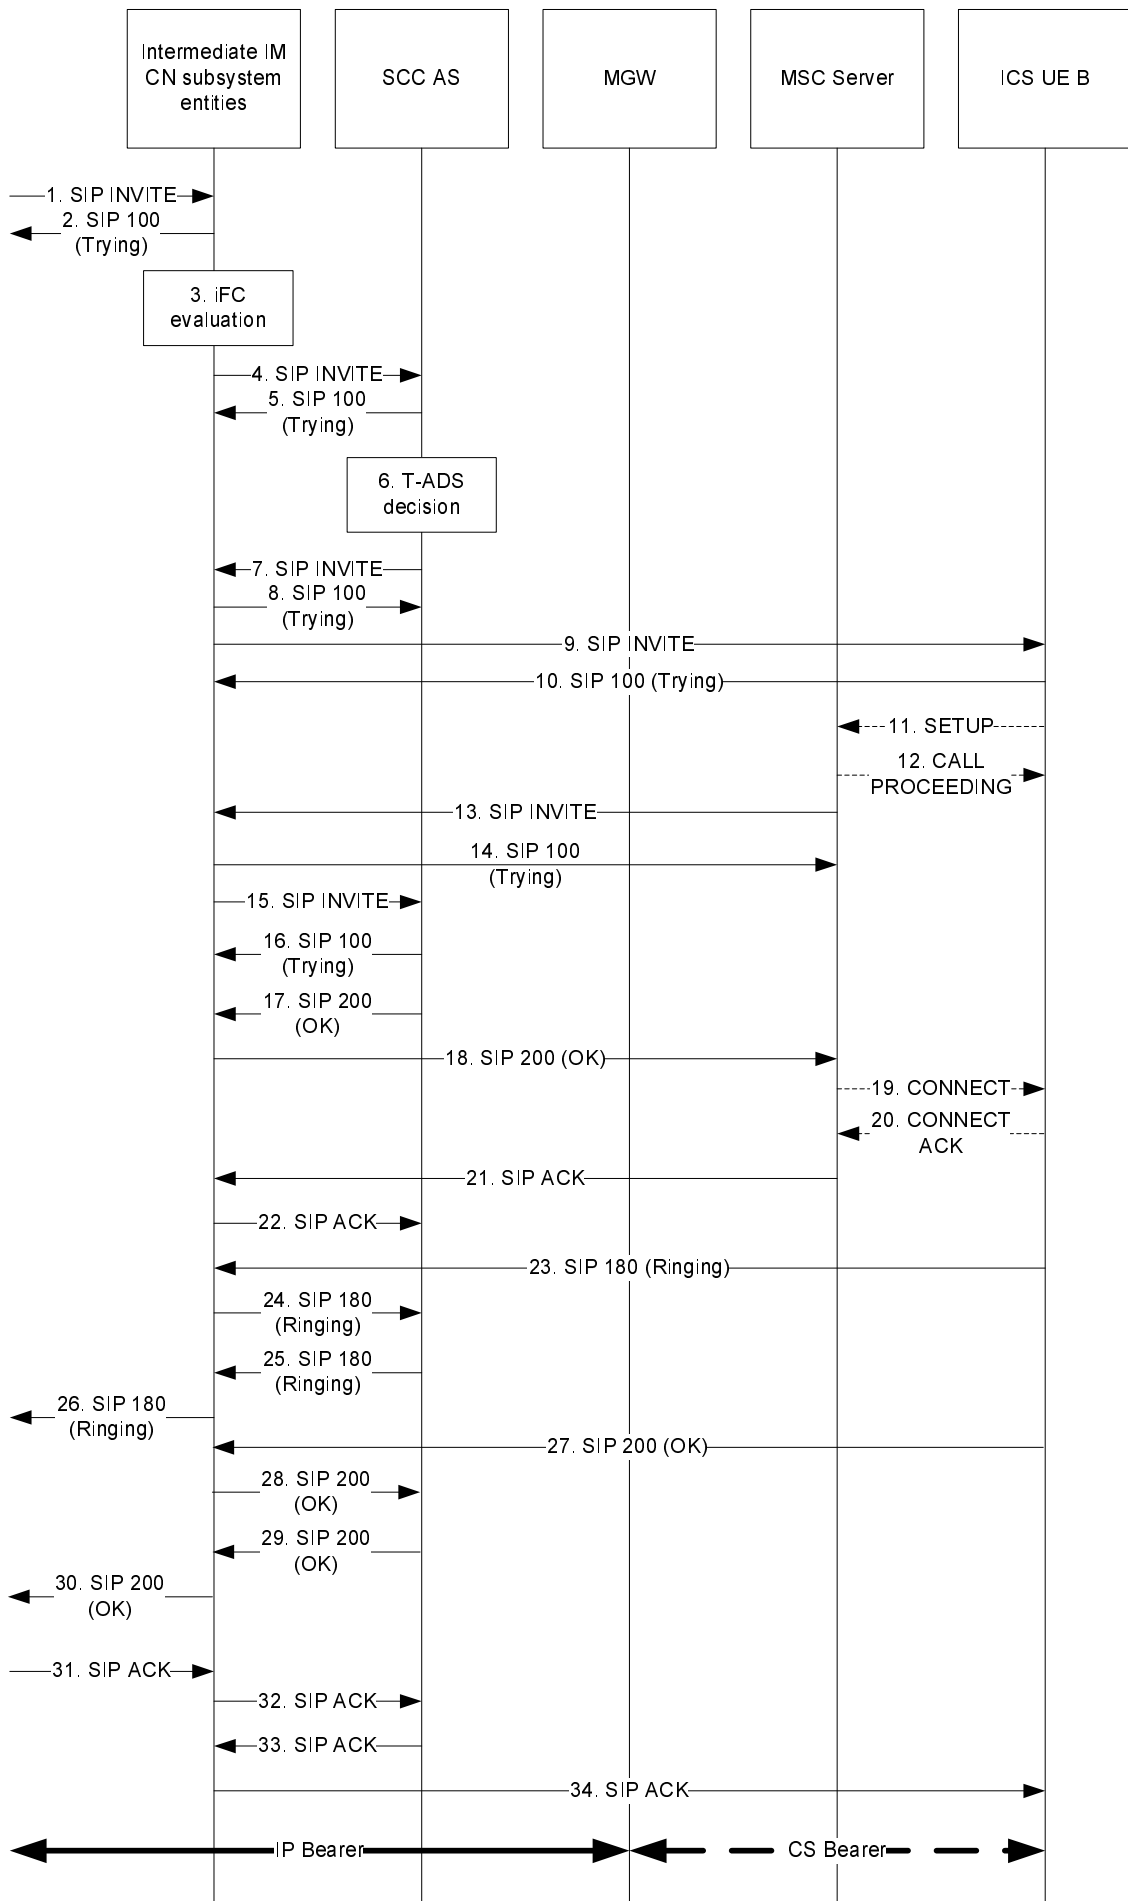 Intermediate IM
CN subsystem
entities
SCC AS
MGW
MSC Server
ICS UE B
1. SIP INVITE
2. SIP 100
(Trying)
3. iFC
evaluation
4. SIP INVITE
5. SIP 100
(Trying)
6. T-ADS
decision
7. SIP INVITE
8. SIP 100
(Trying)
9. SIP INVITE
10. SIP 100 (Trying)
11. SETUP
12. CALL
PROCEEDING
13. SIP INVITE
14. SIP 100
(Trying)
15. SIP INVITE
16. SIP 100
(Trying)
17. SIP 200
(OK)
18. SIP 200 (OK)
19. CONNECT
20. CONNECT
ACK
21. SIP ACK
22. SIP ACK
23. SIP 180 (Ringing)
24. SIP 180
(Ringing)
25. SIP 180
(Ringing)
26. SIP 180
(Ringing)
27. SIP 200 (OK)
28. SIP 200
(OK)
29. SIP 200
(OK)
30. SIP 200
(OK)
31. SIP ACK
32. SIP ACK
33. SIP ACK
34. SIP ACK
IP Bearer
CS Bearer